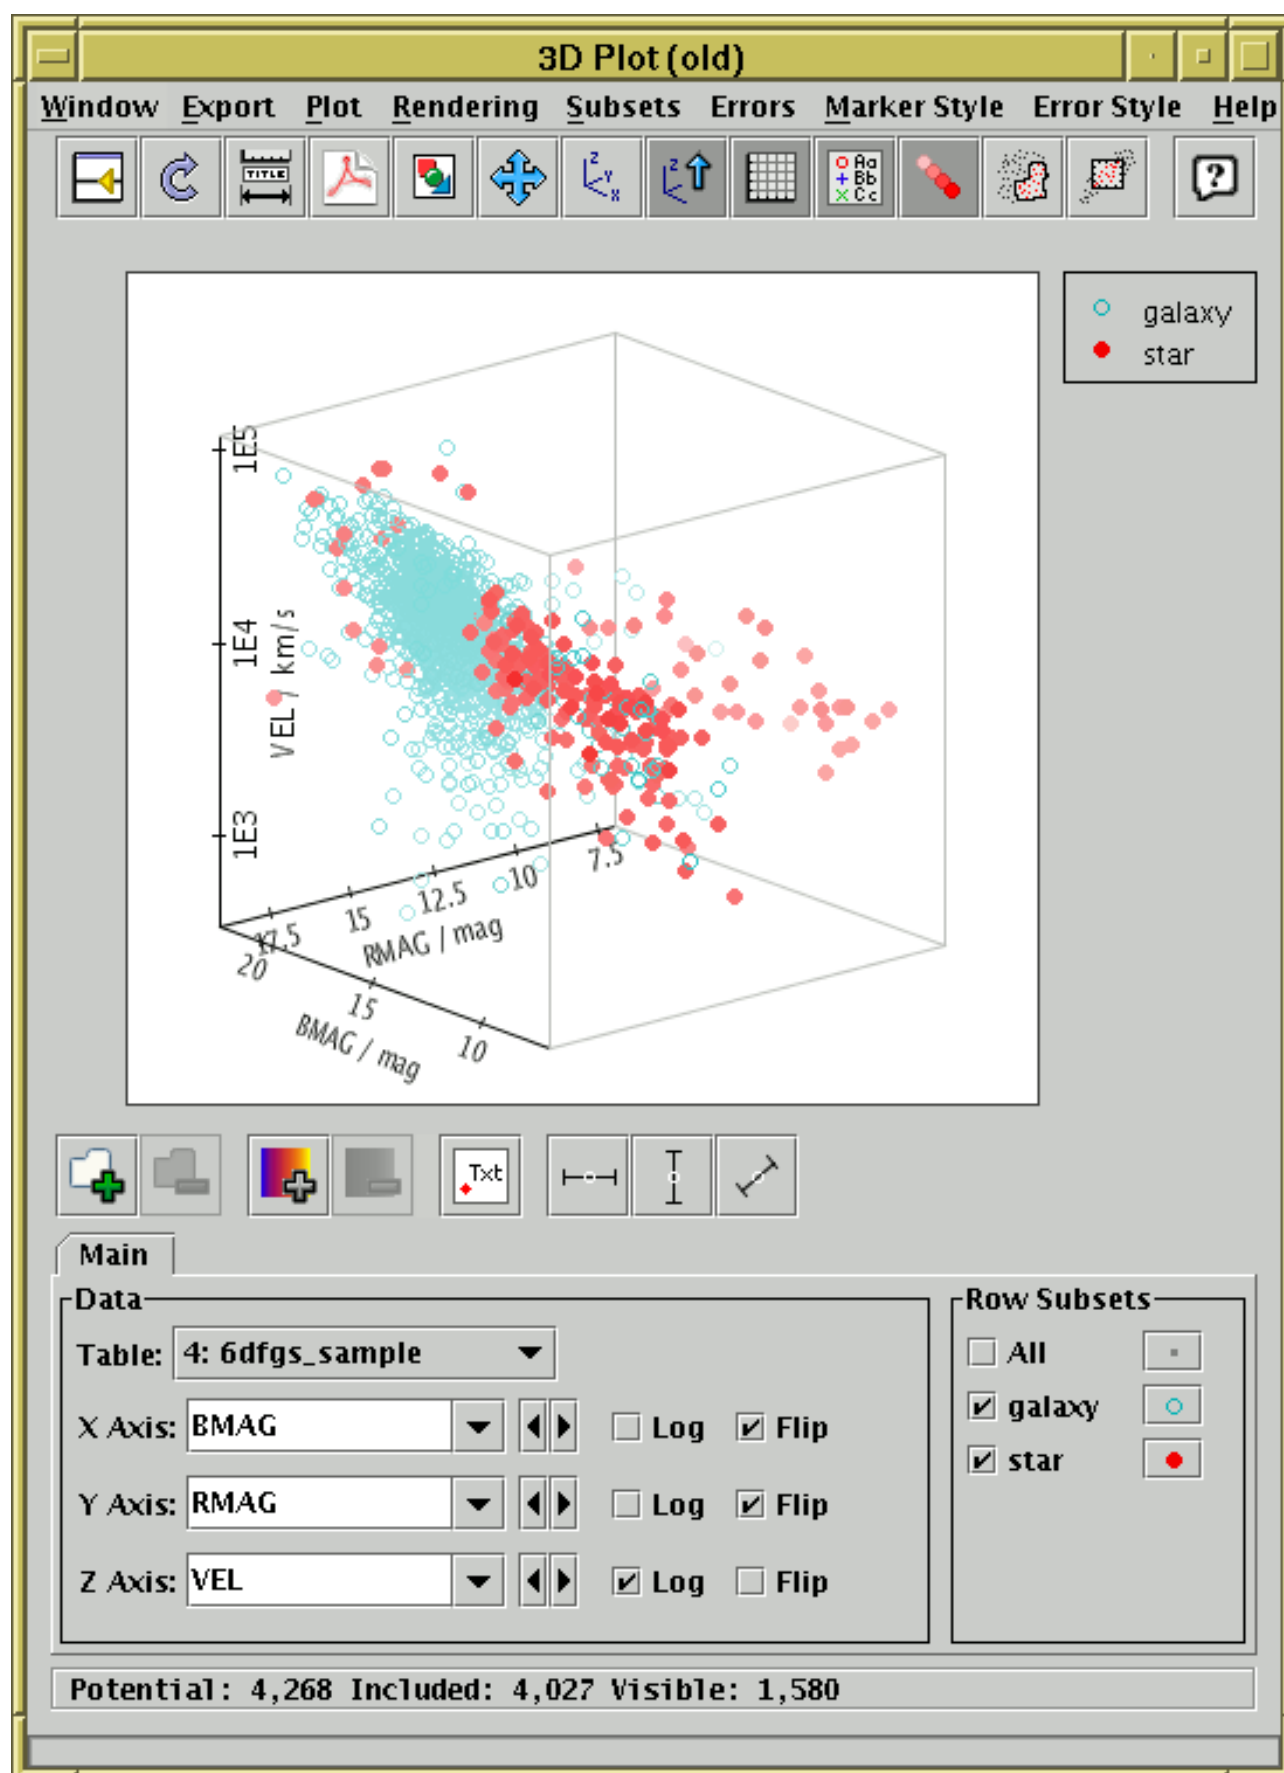 3D Plot (old)
Window Export Plot Rendering Subsets Errors Marker Style Error Style Help
TITLE
Z Y X
Z
Aa
Bb
Cc
?
galaxy
star
1E5
1E4
1E3
VEL / km/s
17.5 15 12.5 10 7.5
RMAG / mag
20 15 10
BMAG / mag
Txt
Main
Data
Table: 4: 6dfgs_sample
X Axis: BMAG Log Flip
Y Axis: RMAG Log Flip
Z Axis: VEL Log Flip
Row Subsets
All
galaxy
star
Potential: 4,268 Included: 4,027 Visible: 1,580